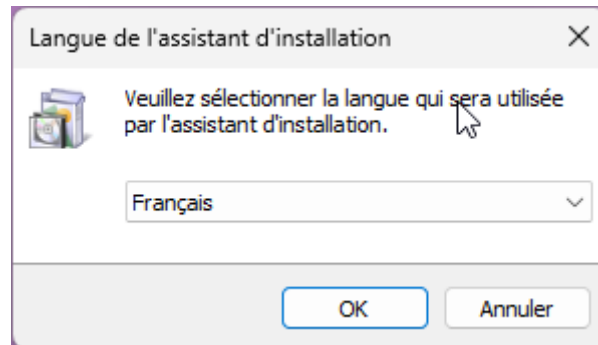 Langue de l'assistant d'installation
Veuillez sélectionner la langue qui sera utilisée
par l'assistant d'installation.
Français
OK
Annuler